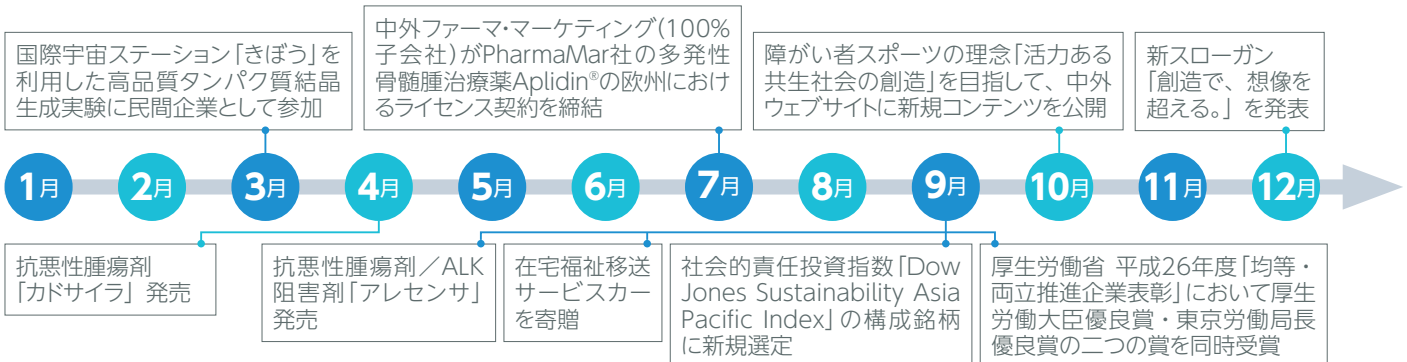 国際宇宙ステーション「きぼう」を
利用した高品質タンパク質結晶
生成実験に民間企業として参加
中外ファーマ・マーケティング(100%
子会社)がPharmaMar社の多発性
骨髄腫治療薬Aplidin®の欧州におけ
るライセンス契約を締結
障がい者スポーツの理念「活力ある
共生社会の創造」を目指して、中外
ウェブサイトに新規コンテンツを公開
新スローガン
「創造で、想像を
超える。」を発表
1月
2月
3月
4月
5月
6月
7月
8月
9月
10月
11月
12月
抗悪性腫瘍剤
「カドサイラ」発売
抗悪性腫瘍剤／ALK
阻害剤「アレセンサ」
発売
在宅福祉移送
サービスカー
を寄贈
社会的責任投資指数「Dow
Jones Sustainability Asia
Pacific Index」の構成銘柄
に新規選定
厚生労働省 平成26年度「均等・
両立推進企業表彰」において厚生
労働大臣優良賞・東京労働局長
優良賞の二つの賞を同時受賞